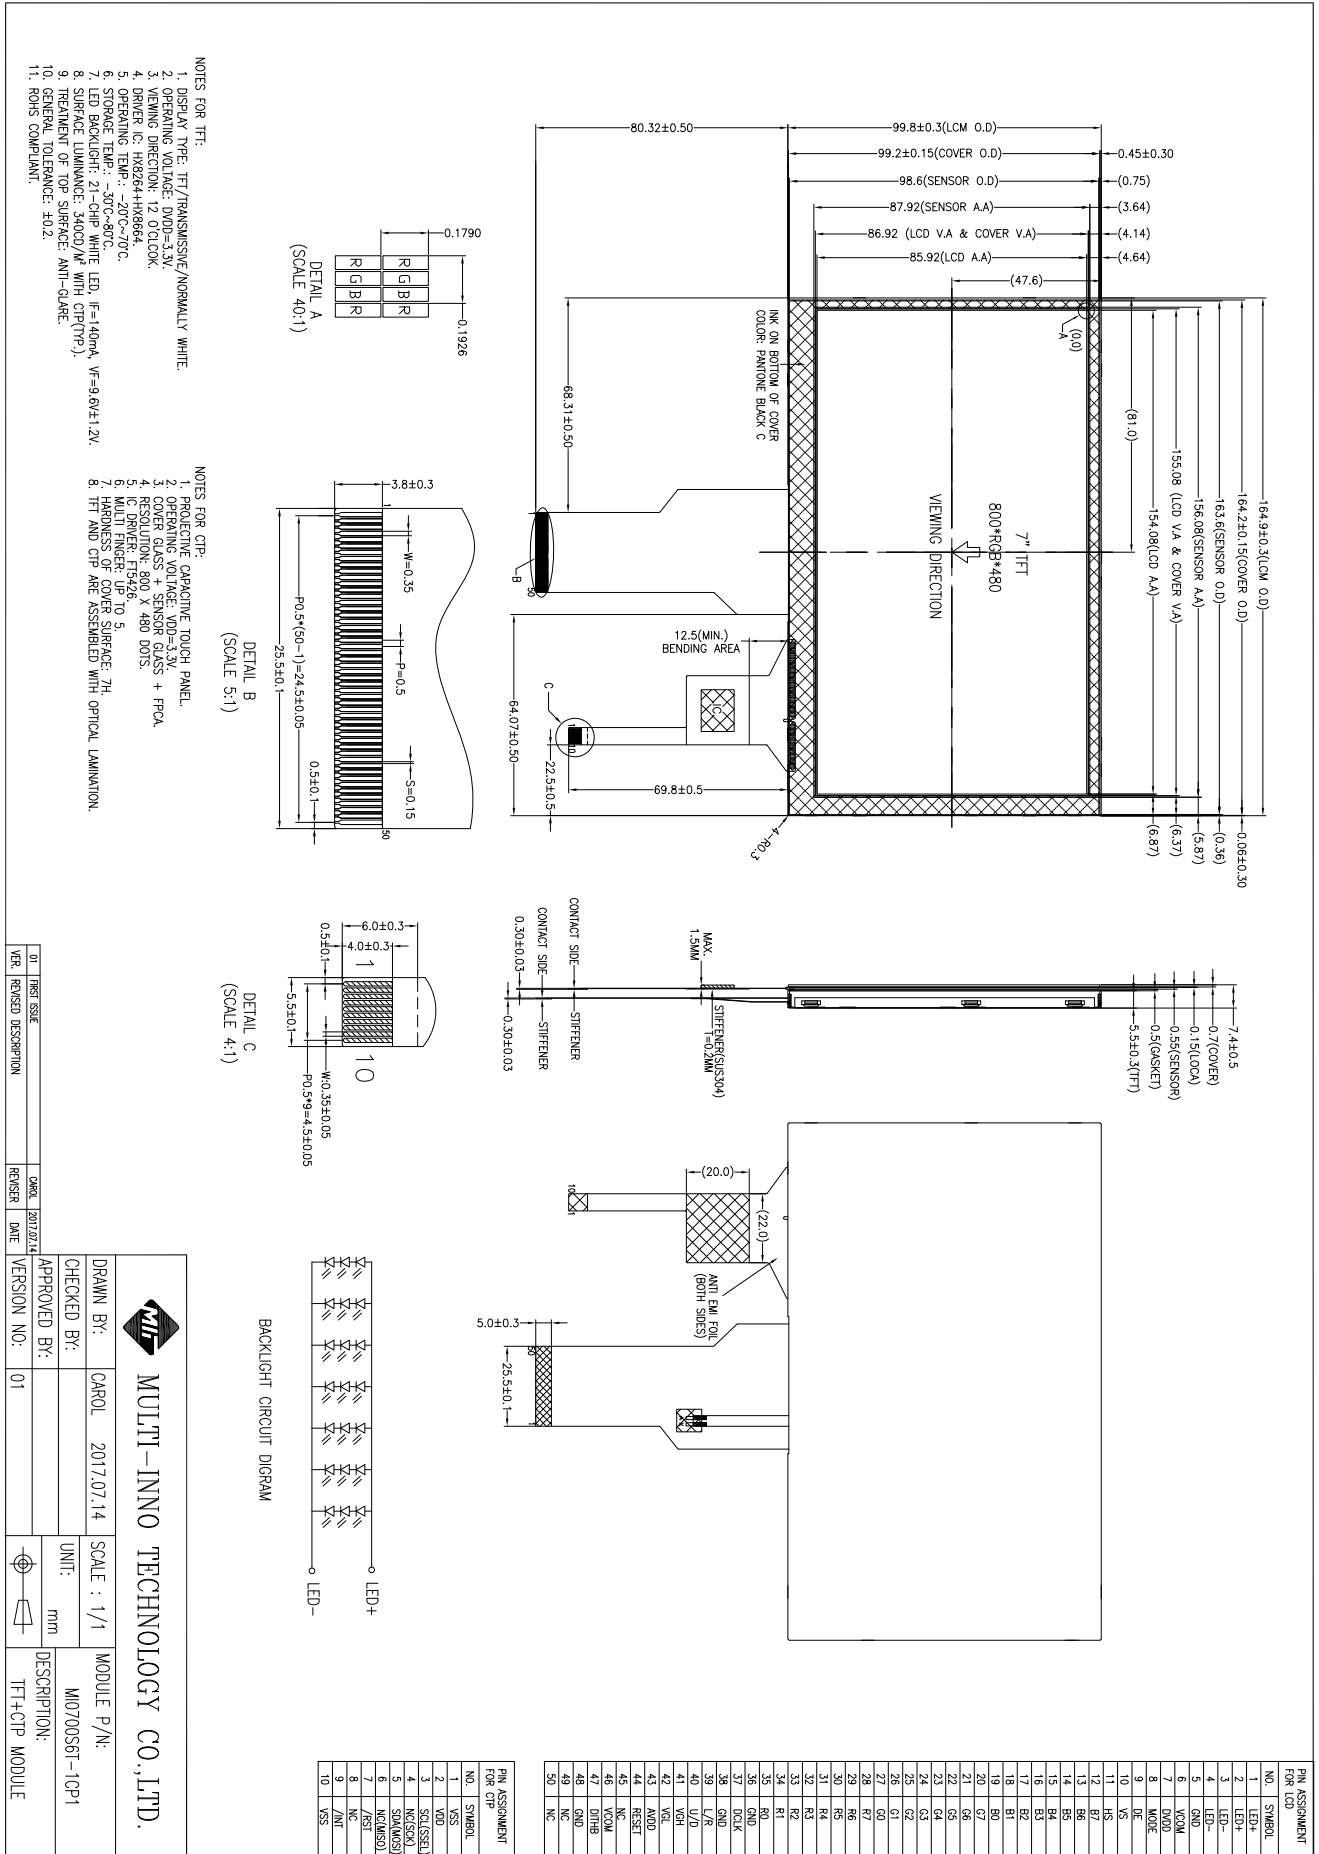 164.9±0.3(LCM O.D)
164.2±0.15(COVER O.D)
0.06±0.30
163.6(SENSOR O.D)
(0.36)
156.08(SENSOR A.A)
(5.87)
155.08 (LCD V.A & COVER V.A)
(6.37)
154.08(LCD A.A)
(6.87)
(81.0)
99.8±0.3(LCM O.D)
80.32±0.50
99.2±0.15(COVER O.D)
0.45±0.30
98.6(SENSOR O.D)
(0.75)
87.92(SENSOR A.A)
(3.64)
86.92 (LCD V.A & COVER V.A)
(4.14)
85.92(LCD A.A)
(4.64)
(47.6)
(0,0)
A
7" TFT
800*RGB*480
VIEWING DIRECTION
INK ON BOTTOM OF COVER
COLOR: PANTONE BLACK C
68.31±0.50
B
50
12.5(MIN.)
BENDING AREA
IC
C
1
10
64.07±0.50
22.5±0.5
69.8±0.5
4-R0.3
7.4±0.5
0.7(COVER)
0.15(LOCA)
0.55(SENSOR)
0.5(GASKET)
5.5±0.3(TFT)
MAX.
1.5MM
STIFFENER(SUS304)
T=0.2MM
CONTACT SIDE
STIFFENER
CONTACT SIDE
STIFFENER
0.30±0.03
0.30±0.03
(20.0)
(22.0)
10
1
ANTI EMI FOIL
(BOTH SIDES)
5.0±0.3
25.5±0.1
50
1
0.1790
0.1926
R G B R
R G B R
DETAIL A
(SCALE 40:1)
3.8±0.3
1
W=0.35
P=0.5
S=0.15
50
P0.5*(50-1)=24.5±0.05
0.5±0.1
25.5±0.1
DETAIL B
(SCALE 5:1)
6.0±0.3
4.0±0.3
0.5±0.1
1
10
W:0.35±0.05
P0.5*9=4.5±0.05
5.5±0.1
DETAIL C
(SCALE 4:1)
LED+
LED-
BACKLIGHT CIRCUIT DIGRAM
NOTES FOR TFT:
1. DISPLAY TYPE: TFT/TRANSMISSIVE/NORMALLY WHITE.
2. OPERATING VOLTAGE: DVDD=3.3V.
3. VIEWING DIRECTION: 12 O'CLCOK.
4. DRIVER IC: HX8264+HX8664.
5. OPERATING TEMP.: -20°C~70°C.
6. STORAGE TEMP.: -30°C~80°C.
7. LED BACKLIGHT: 21-CHIP WHITE LED, IF=140mA, VF=9.6V±1.2V.
8. SURFACE LUMINANCE: 340CD/M² WITH CTP(TYP.).
9. TREATMENT OF TOP SURFACE: ANTI-GLARE.
10. GENERAL TOLERANCE: ±0.2.
11. ROHS COMPLIANT.
NOTES FOR CTP:
1. PROJECTIVE CAPACITIVE TOUCH PANEL.
2. OPERATING VOLTAGE: VDD=3.3V.
3. COVER GLASS + SENSOR GLASS + FPCA.
4. RESOLUTION: 800 X 480 DOTS.
5. IC DRIVER: FT5426.
6. MULTI FINGER: UP TO 5.
7. HARDNESS OF COVER SURFACE: 7H.
8. TFT AND CTP ARE ASSEMBLED WITH OPTICAL LAMINATION.
PIN ASSIGNMENT
FOR LCD
NO. SYMBOL
1 LED+
2 LED+
3 LED-
4 LED-
5 GND
6 VCOM
7 DVDD
8 MODE
9 DE
10 VS
11 HS
12 B7
13 B6
14 B5
15 B4
16 B3
17 B2
18 B1
19 B0
20 G7
21 G6
22 G5
23 G4
24 G3
25 G2
26 G1
27 G0
28 R7
29 R6
30 R5
31 R4
32 R3
33 R2
34 R1
35 R0
36 GND
37 DCLK
38 GND
39 L/R
40 U/D
41 VGH
42 VGL
43 AVDD
44 RESET
45 NC
46 VCOM
47 DITHB
48 GND
49 NC
50 NC
PIN ASSIGNMENT
FOR CTP
NO. SYMBOL
1 VSS
2 VDD
3 SCL(SSEL)
4 NC(SCK)
5 SDA(MOSI)
6 NC(MISO)
7 /RST
8 NC
9 /INT
10 VSS
01 FIRST ISSUE CAROL 2017.07.14
VER. REVISED DESCRIPTION REVISER DATE
MIT MULTI-INNO TECHNOLOGY CO.,LTD.
DRAWN BY: CAROL 2017.07.14
CHECKED BY:
APPROVED BY:
VERSION NO: 01
SCALE : 1/1
UNIT: mm
MODULE P/N:
MI0700S6T-1CP1
DESCRIPTION:
TFT+CTP MODULE